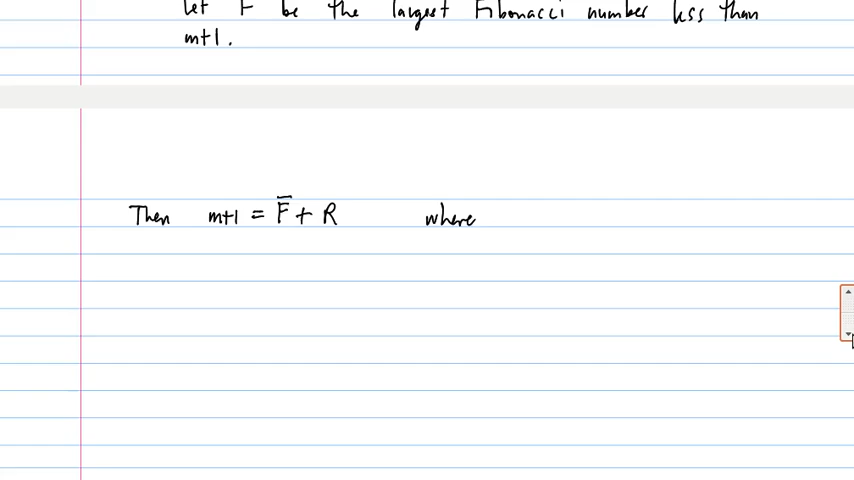 let F be the largest Fibonacci number less than
m+1.
Then m+1 = F̅ + R where